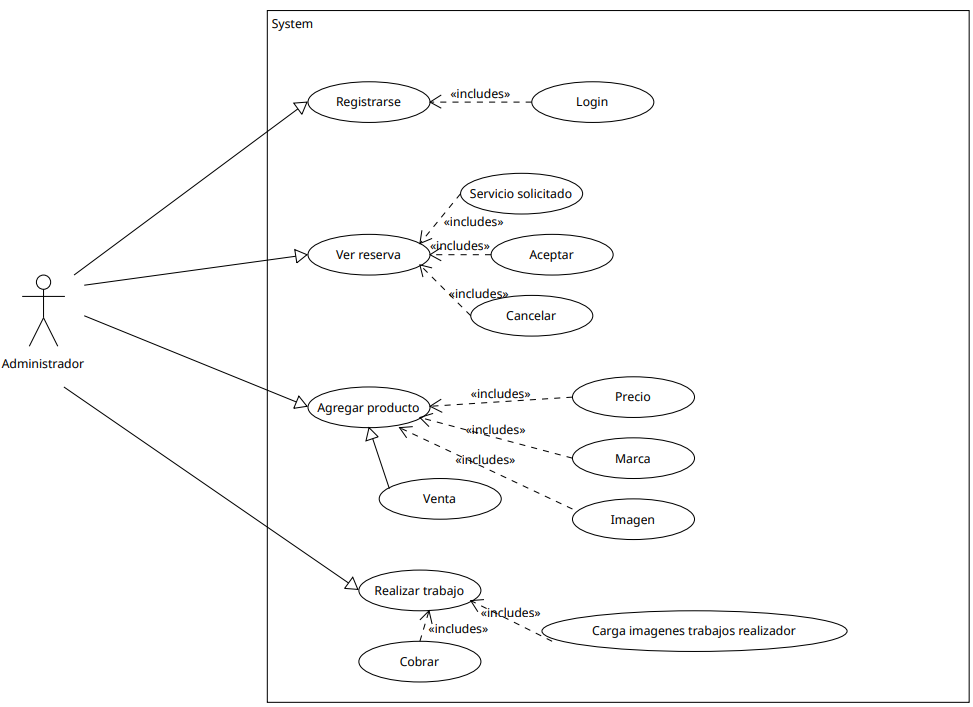 System
Registrarse
«includes»
Login
Servicio solicitado
«includes»
Ver reserva
«includes»
Aceptar
«includes»
Cancelar
Administrador
Agregar producto
«includes»
Precio
«includes»
Marca
«includes»
Venta
Imagen
Realizar trabajo
«includes»
Carga imagenes trabajos realizador
«includes»
Cobrar